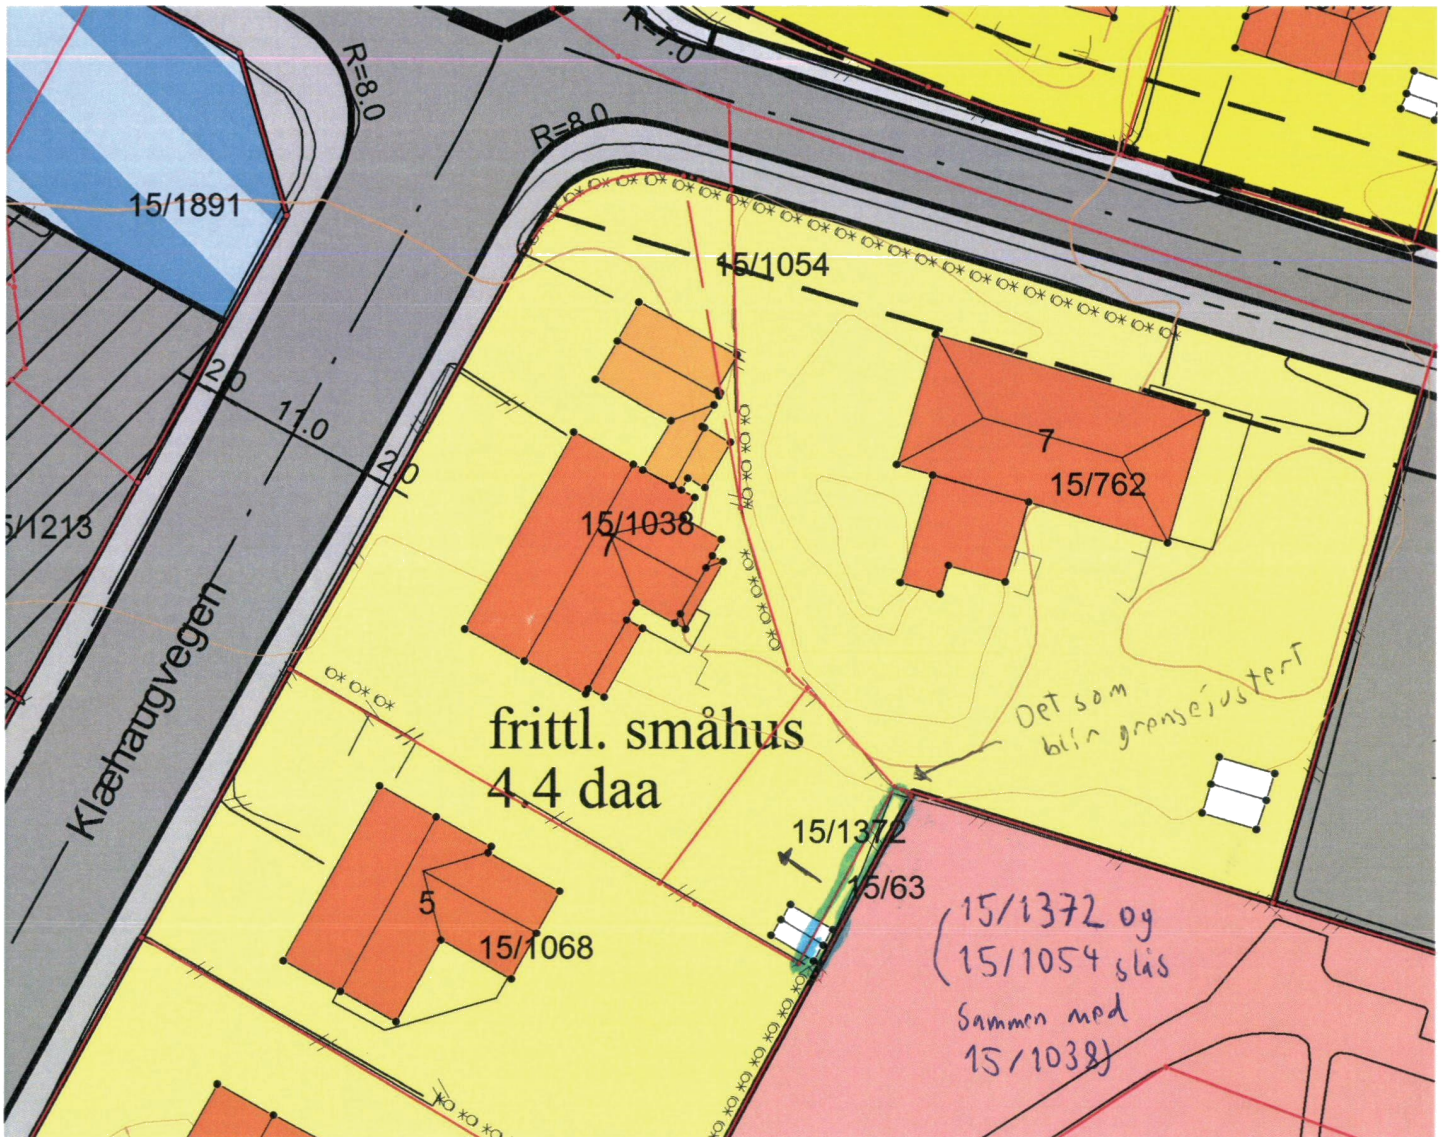 R=8.0
R=7.0
R=8.0
15/1891
15/1054
2.0
11.0
2.0
7
15/762
15/1213
15/1038
7
Klæhaugvegen
Det som
blir grensejustert
frittl. småhus
4.4 daa
15/1372
15/63
5
15/1068
(15/1372 og
15/1054 slås
Sammen med
15/1038)